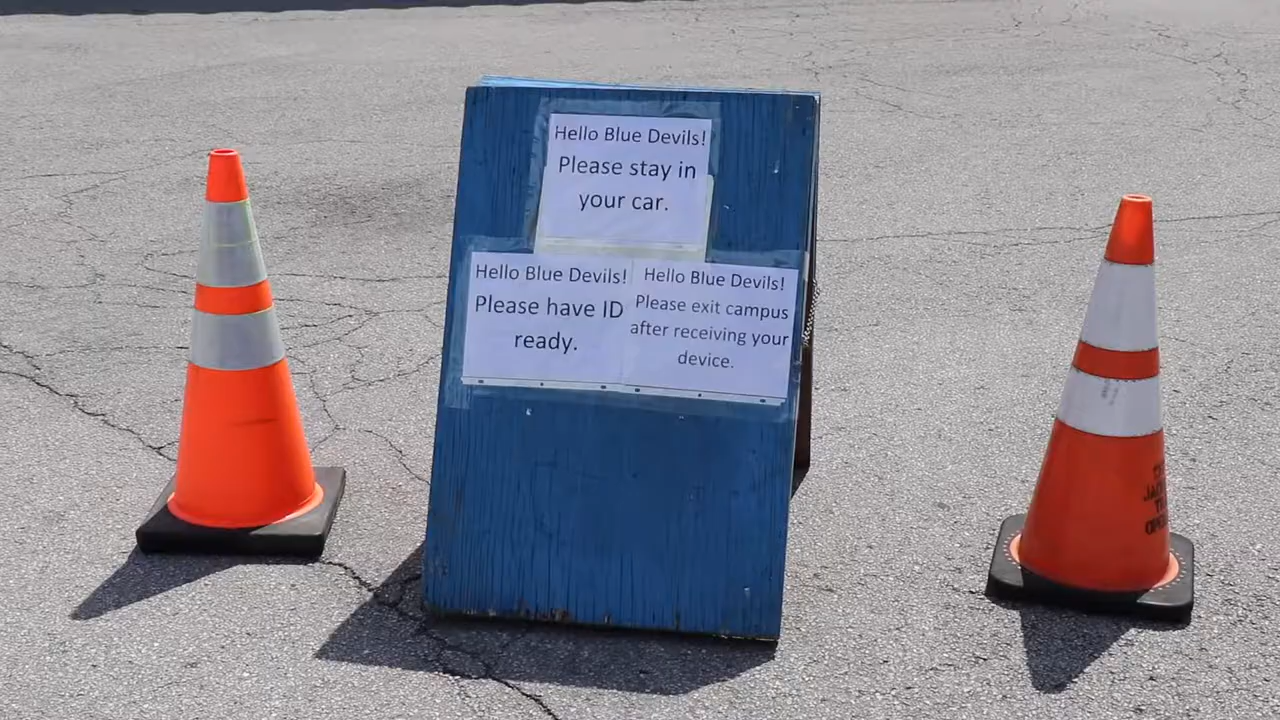 Hello Blue Devils!
Please stay in
your car.
Hello Blue Devils!
Please have ID
ready.
Hello Blue Devils!
Please exit campus
after receiving your
device.